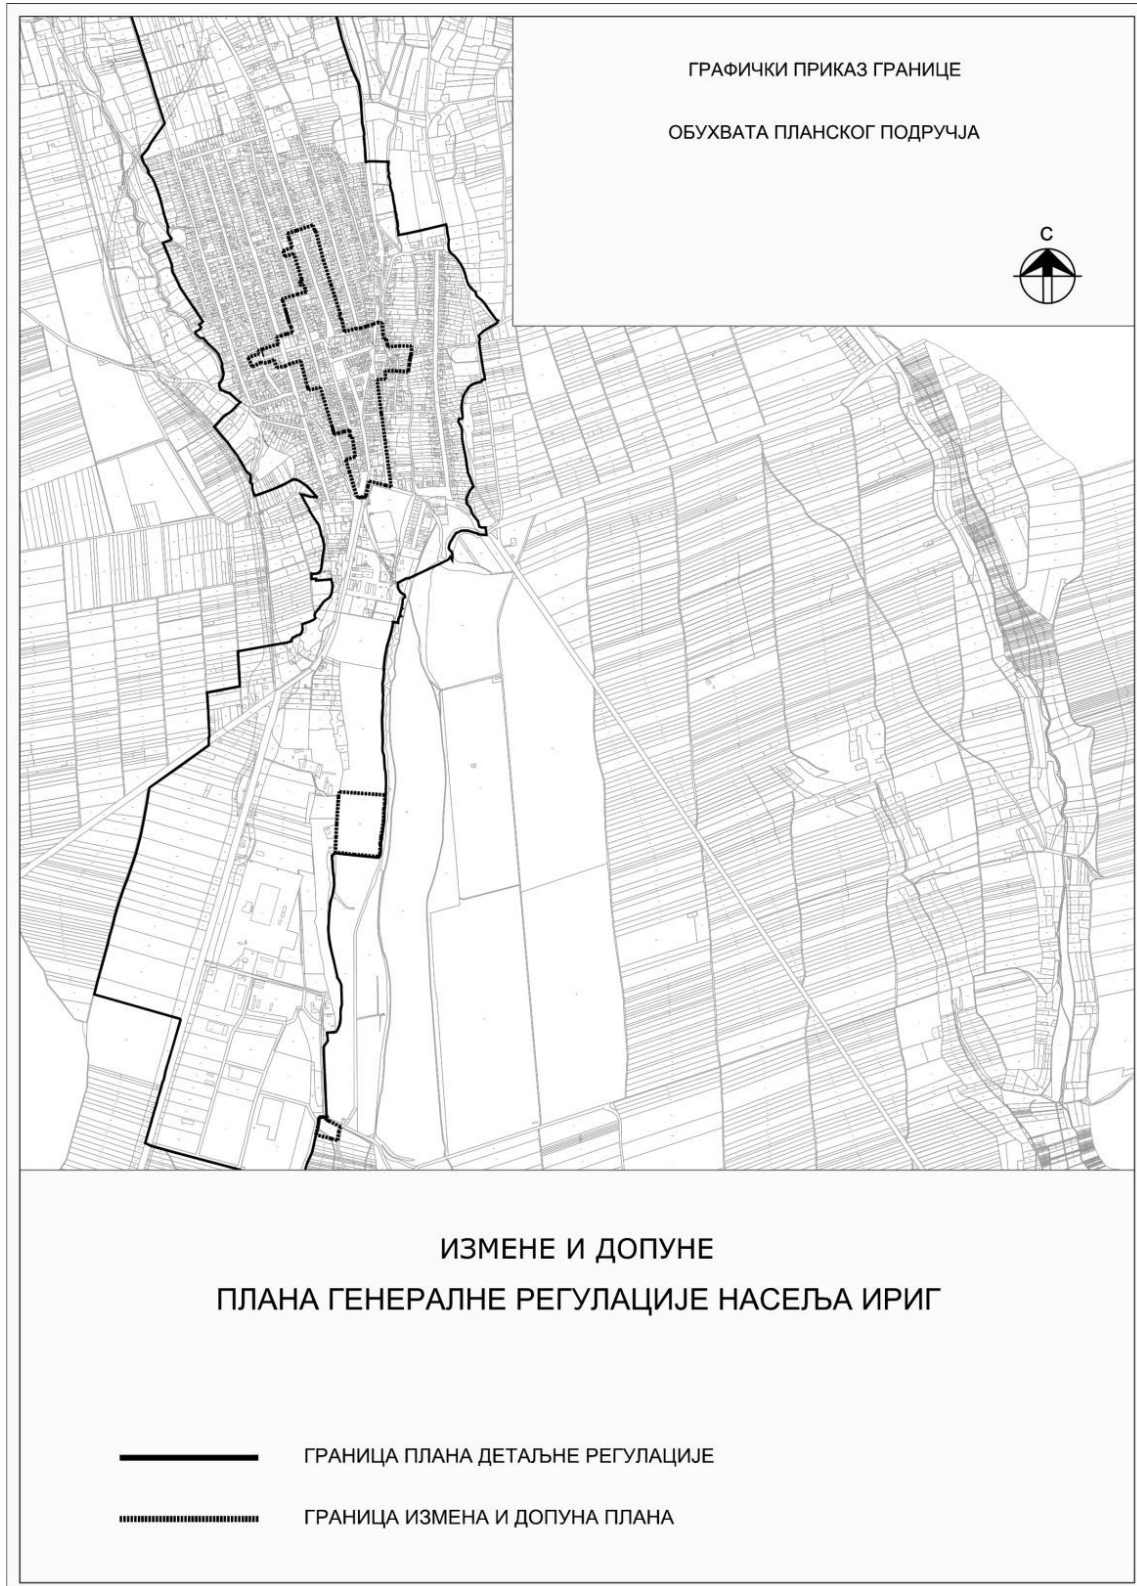 ГРАФИЧКИ ПРИКАЗ ГРАНИЦЕ
ОБУХВАТА ПЛАНСКОГ ПОДРУЧЈА
С
ИЗМЕНЕ И ДОПУНЕ
ПЛАНА ГЕНЕРАЛНЕ РЕГУЛАЦИЈЕ НАСЕЉА ИРИГ
ГРАНИЦА ПЛАНА ДЕТАЉНЕ РЕГУЛАЦИЈЕ
ГРАНИЦА ИЗМЕНА И ДОПУНА ПЛАНА